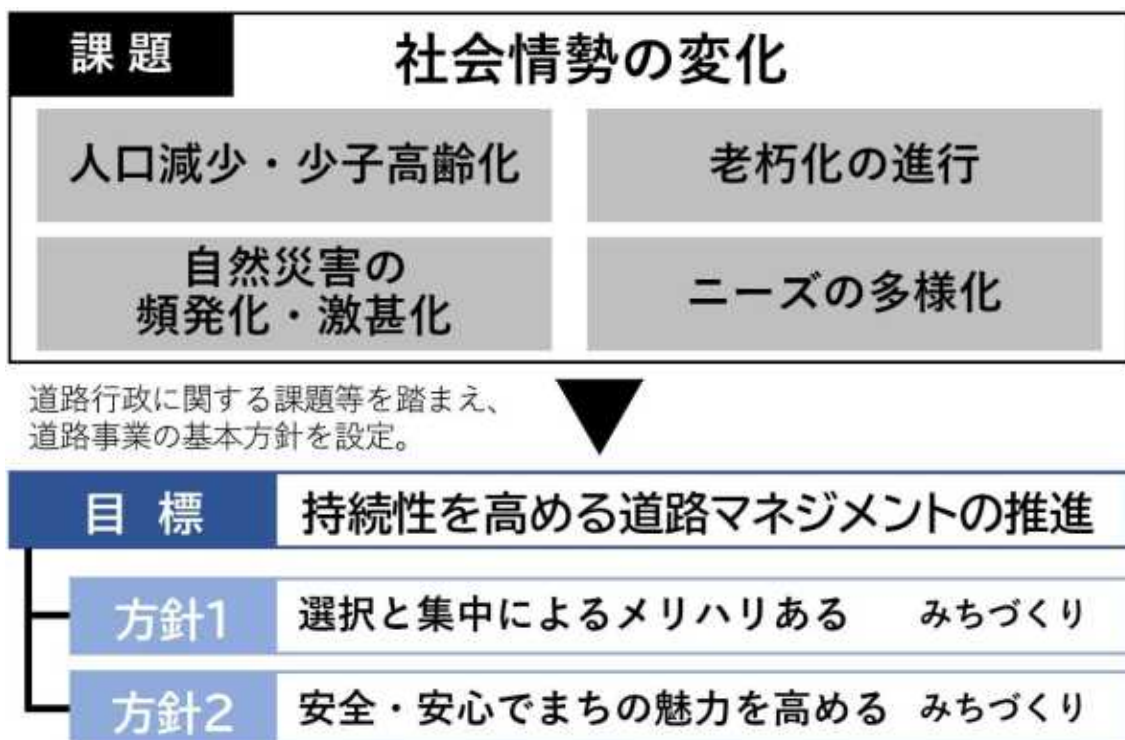 課題 社会情勢の変化
人口減少・少子高齢化 老朽化の進行
自然災害の
頻発化・激甚化
ニーズの多様化
道路行政に関する課題等を踏まえ、
道路事業の基本方針を設定。
目標 持続性を高める道路マネジメントの推進
方針1 選択と集中によるメリハリある みちづくり
方針2 安全・安心でまちの魅力を高める みちづくり